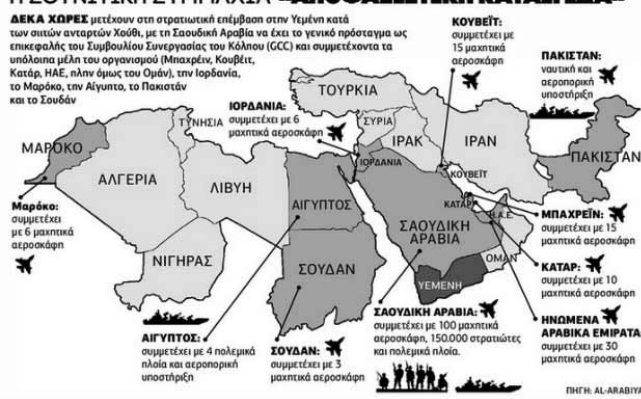 ΔΕΚΑ ΧΩΡΕΣ μετέχουν στη στρατιωτική επέμβαση στην Υεμένη κατά
των σιιτών ανταρτών Χούθι, με τη Σαουδική Αραβία να έχει το γενικό πρόσταγμα ως
επικεφαλής του Συμβουλίου Συνεργασίας του Κόλπου (GCC) και συμμετέχοντα τα
υπόλοιπα μέλη του οργανισμού (Μπαχρέιν, Κουβέιτ,
Κατάρ, ΗΑΕ, πλην όμως του Ομάν), την Ιορδανία,
το Μαρόκο, την Αίγυπτο, το Πακιστάν
και το Σουδάν
ΚΟΥΒΕΪΤ:
συμμετέχει με
15 μαχητικά
αεροσκάφη
ΠΑΚΙΣΤΑΝ:
ναυτική και
αεροπορική
υποστήριξη
ΙΟΡΔΑΝΙΑ:
συμμετέχει με 6
μαχητικά αεροσκάφη
ΤΟΥΡΚΙΑ
ΣΥΡΙΑ
ΙΡΑΚ
ΙΡΑΝ
ΠΑΚΙΣΤΑΝ
ΤΥΝΗΣΙΑ
ΜΑΡΟΚΟ
ΑΛΓΕΡΙΑ
ΛΙΒΥΗ
ΑΙΓΥΠΤΟΣ
ΙΟΡΔΑΝΙΑ
ΚΟΥΒΕΪΤ
ΚΑΤΑΡ
Η.Α.Ε.
ΣΑΟΥΔΙΚΗ
ΑΡΑΒΙΑ
ΟΜΑΝ
ΥΕΜΕΝΗ
ΝΙΓΗΡΑΣ
ΣΟΥΔΑΝ
Μαρόκο:
συμμετέχει
με 6 μαχητικά
αεροσκάφη
ΜΠΑΧΡΕΪΝ:
συμμετέχει με 15
μαχητικά αεροσκάφη
ΚΑΤΑΡ:
συμμετέχει με 10
μαχητικά αεροσκάφη
ΗΝΩΜΕΝΑ
ΑΡΑΒΙΚΑ ΕΜΙΡΑΤΑ:
συμμετέχει με 30
μαχητικά αεροσκάφη
ΑΙΓΥΠΤΟΣ:
συμμετέχει με 4 πολεμικά
πλοία και αεροπορική
υποστήριξη
ΣΟΥΔΑΝ:
συμμετέχει με 3
μαχητικά αεροσκάφη
ΣΑΟΥΔΙΚΗ ΑΡΑΒΙΑ:
συμμετέχει με 100 μαχητικά
αεροσκάφη, 150.000 στρατιώτες
και πολεμικά πλοία.
ΠΗΓΗ: AL-ARABIYA